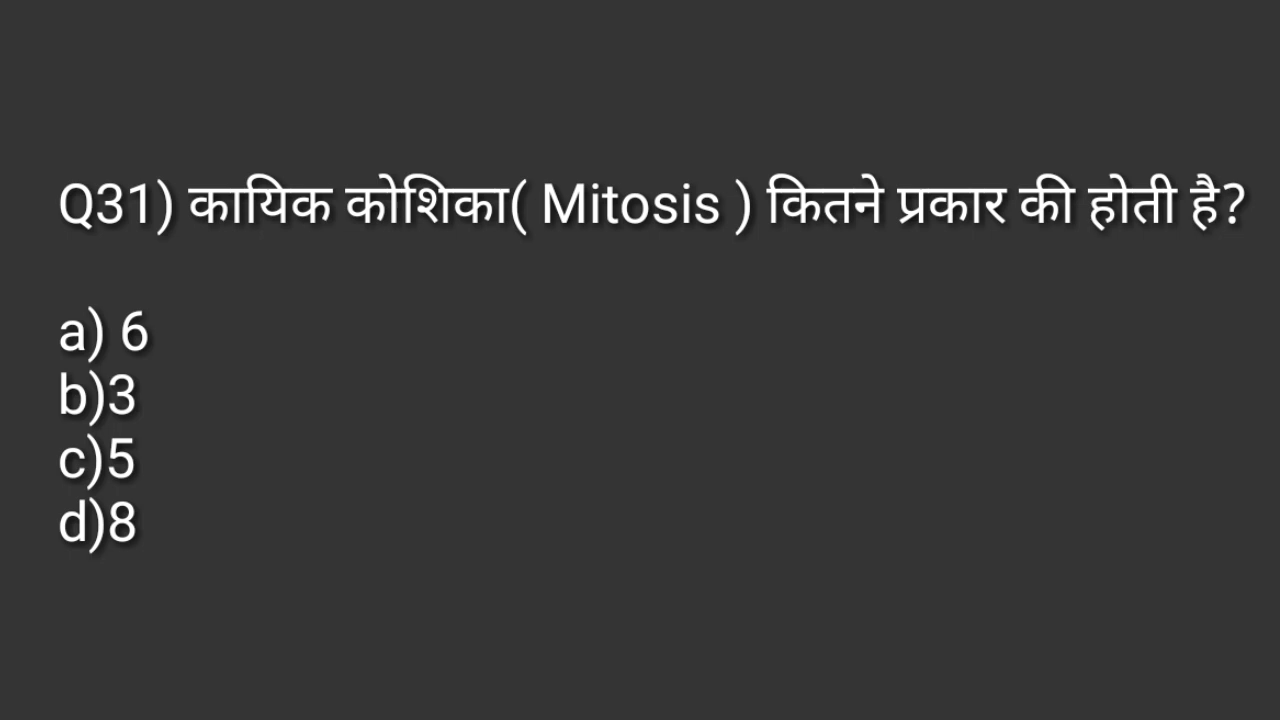 Q31) कायिक कोशिका( Mitosis ) कितने प्रकार की होती है?
a) 6
b)3
c)5
d)8